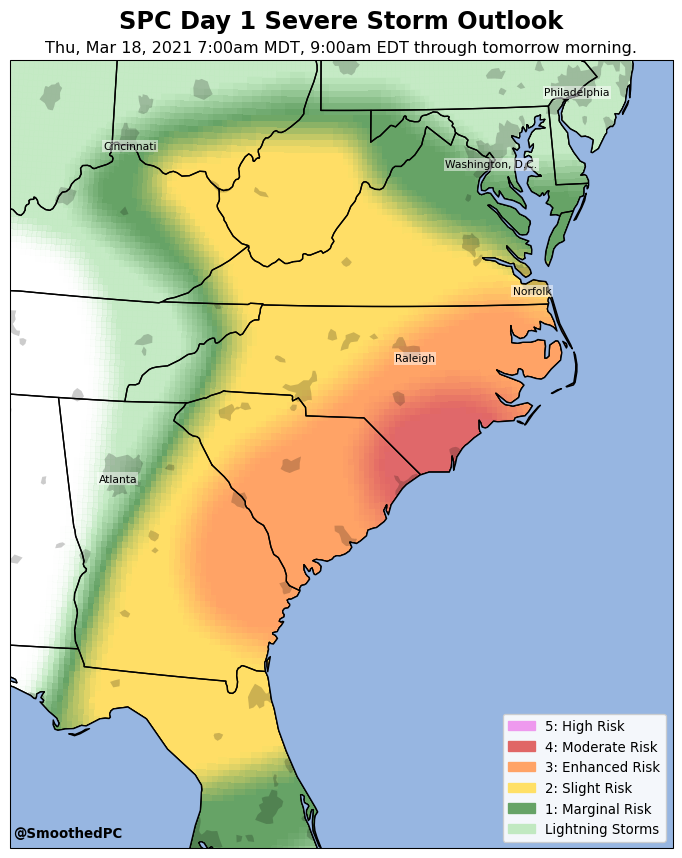 SPC Day 1 Severe Storm Outlook
Thu, Mar 18, 2021 7:00am MDT, 9:00am EDT through tomorrow morning.
Philadelphia
Cincinnati
Washington, D.C.
Norfolk
Raleigh
Atlanta
5: High Risk
4: Moderate Risk
3: Enhanced Risk
2: Slight Risk
1: Marginal Risk
Lightning Storms
@SmoothedPC